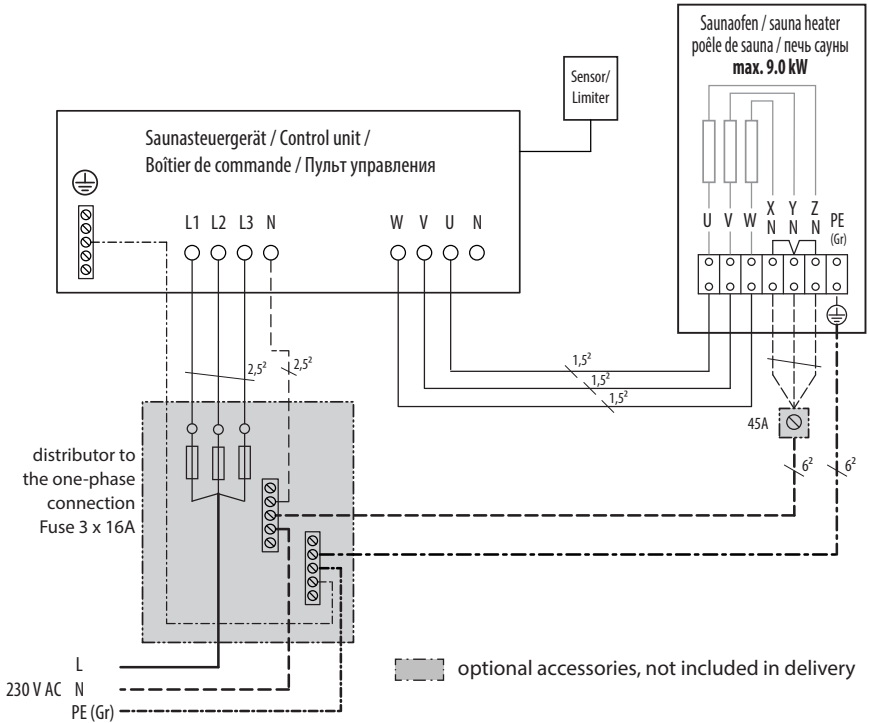 Saunaofen / sauna heater
poêle de sauna / печь сауны
max. 9.0 kW
Sensor/
Limiter
Saunasteuergerät / Control unit /
Boîtier de commande / Пульт управления
L1 L2 L3 N
W V U N
U V W X Y Z PE
N N N (Gr)
2,5²
2,5²
1,5²
1,5²
1,5²
45A
6²
6²
distributor to
the one-phase
connection
Fuse 3 x 16A
L
230 V AC N
PE (Gr)
optional accessories, not included in delivery